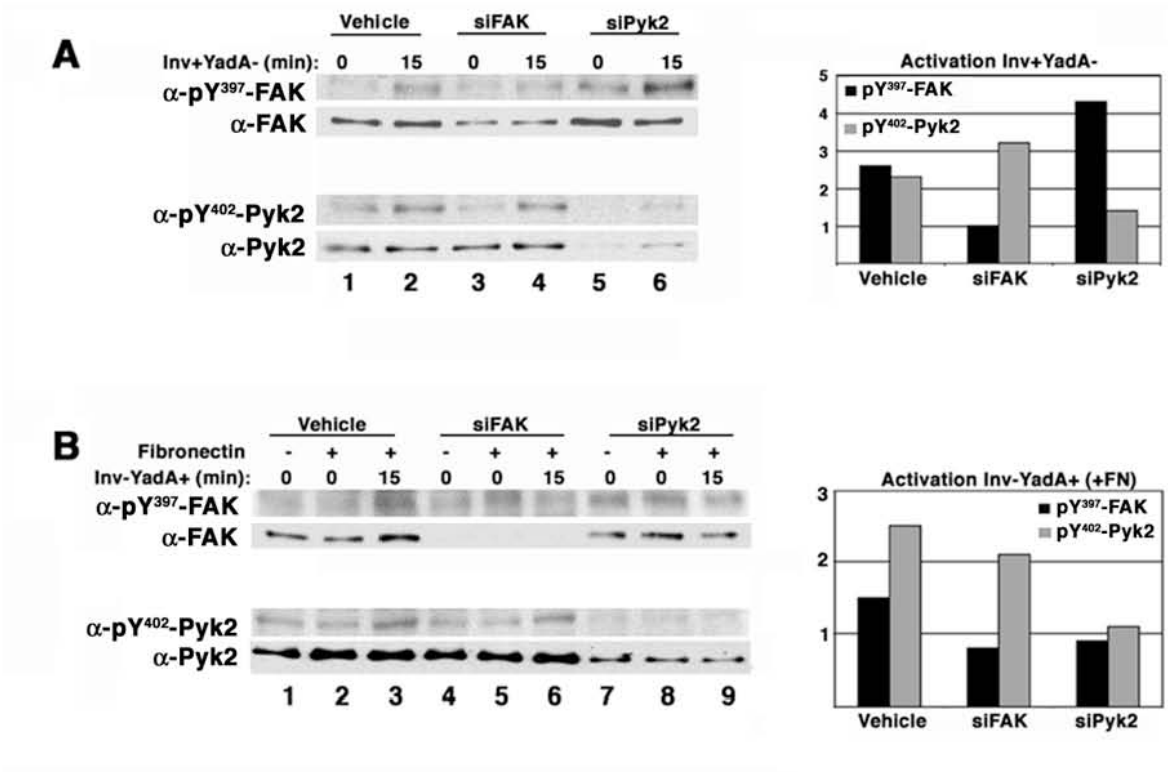 A
Vehicle siFAK siPyk2
Inv+YadA- (min): 0 15 0 15 0 15
α-pY397-FAK
α-FAK
α-pY402-Pyk2
α-Pyk2
1 2 3 4 5 6
Activation Inv+YadA-
5
4
3
2
1
pY397-FAK
pY402-Pyk2
Vehicle siFAK siPyk2
B
Vehicle siFAK siPyk2
Fibronectin - + + - + + - + +
Inv-YadA+ (min): 0 0 15 0 0 15 0 0 15
α-pY397-FAK
α-FAK
α-pY402-Pyk2
α-Pyk2
1 2 3 4 5 6 7 8 9
Activation Inv-YadA+ (+FN)
3
2
1
pY397-FAK
pY402-Pyk2
Vehicle siFAK siPyk2